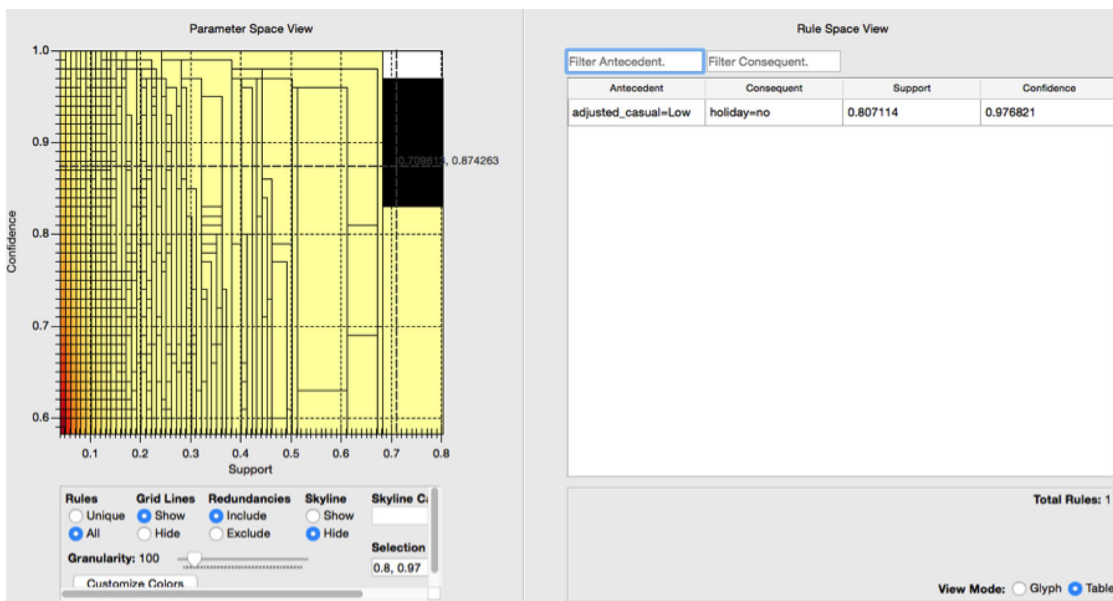 Parameter Space View
1.0
0.9
0.8
0.7
0.6
Confidence
0.874263
0.1 0.2 0.3 0.4 0.5 0.6 0.7 0.8
Support
Rules Grid Lines Redundancies Skyline
Unique Show Include Show
All Hide Exclude Hide
Granularity: 100
Customize Colors
Skyline
Selection
0.8, 0.97
Rule Space View
Filter Antecedent. Filter Consequent.
Antecedent Consequent Support Confidence
adjusted_casual=Low holiday=no 0.807114 0.976821
Total Rules: 1
View Mode: Glyph Table